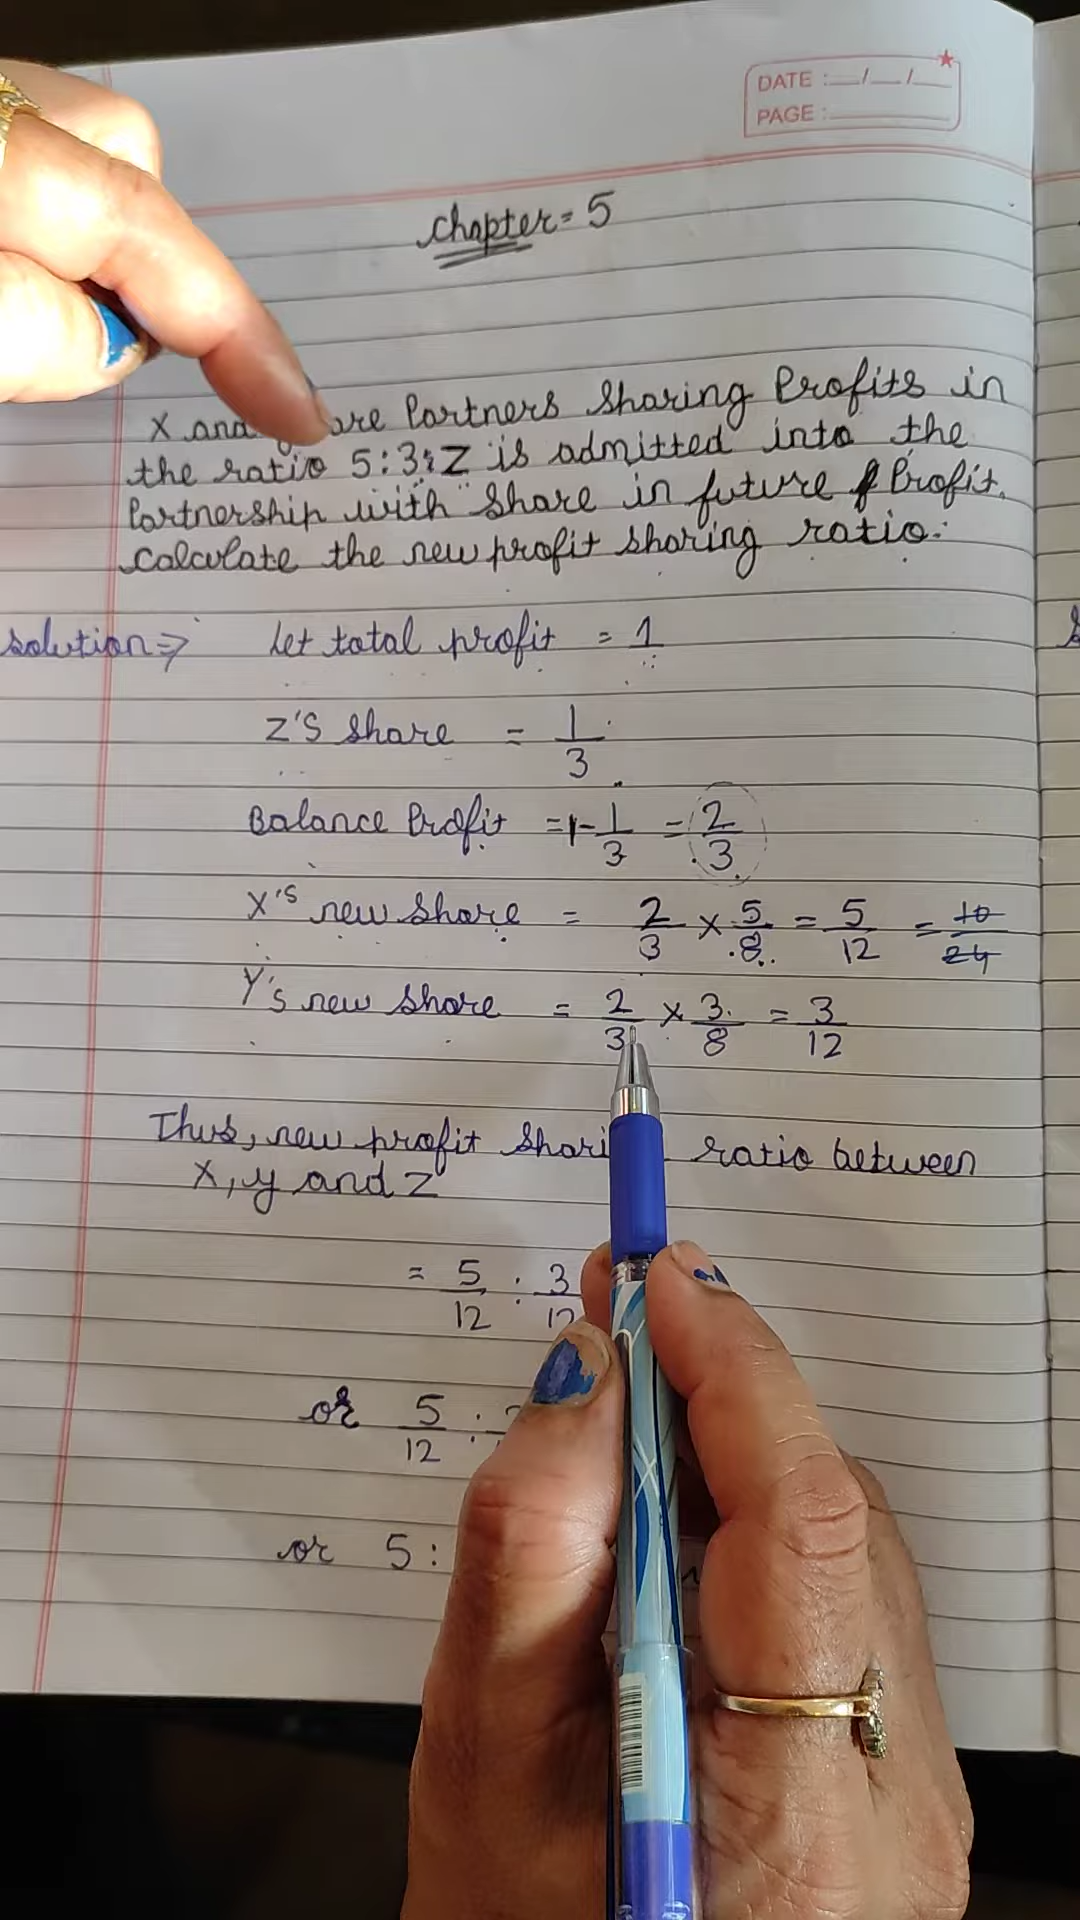 DATE : / /
PAGE :
Chapter = 5
X and are Partners Sharing Profits in
the ratio 5:3; Z is admitted into the
Partnership with share in future Profit.
Calculate the new profit sharing ratio.
Solution ⇒ Let total profit = 1
Z'S Share = 1/3
Balance Profit = 1 - 1/3 = 2/3
X's new Share = 2/3 × 5/8 = 5/12 = 10/24
Y's new Share = 2/3 × 3/8 = 3/12
Thus, new profit ratio between
X, y and Z
= 5/12 : 3/12
or 5/12 :
or 5 :